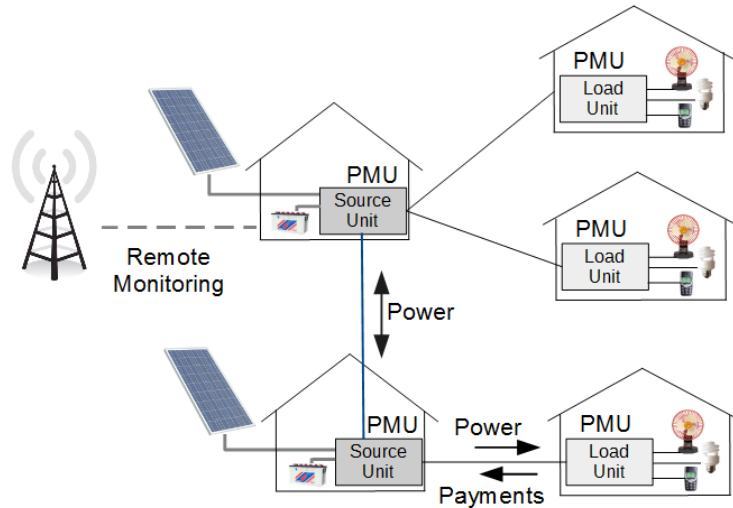 PMU
Load
Unit
PMU
Source
Unit
PMU
Load
Unit
Remote
Monitoring
Power
PMU
Source
Unit
Power
Payments
PMU
Load
Unit